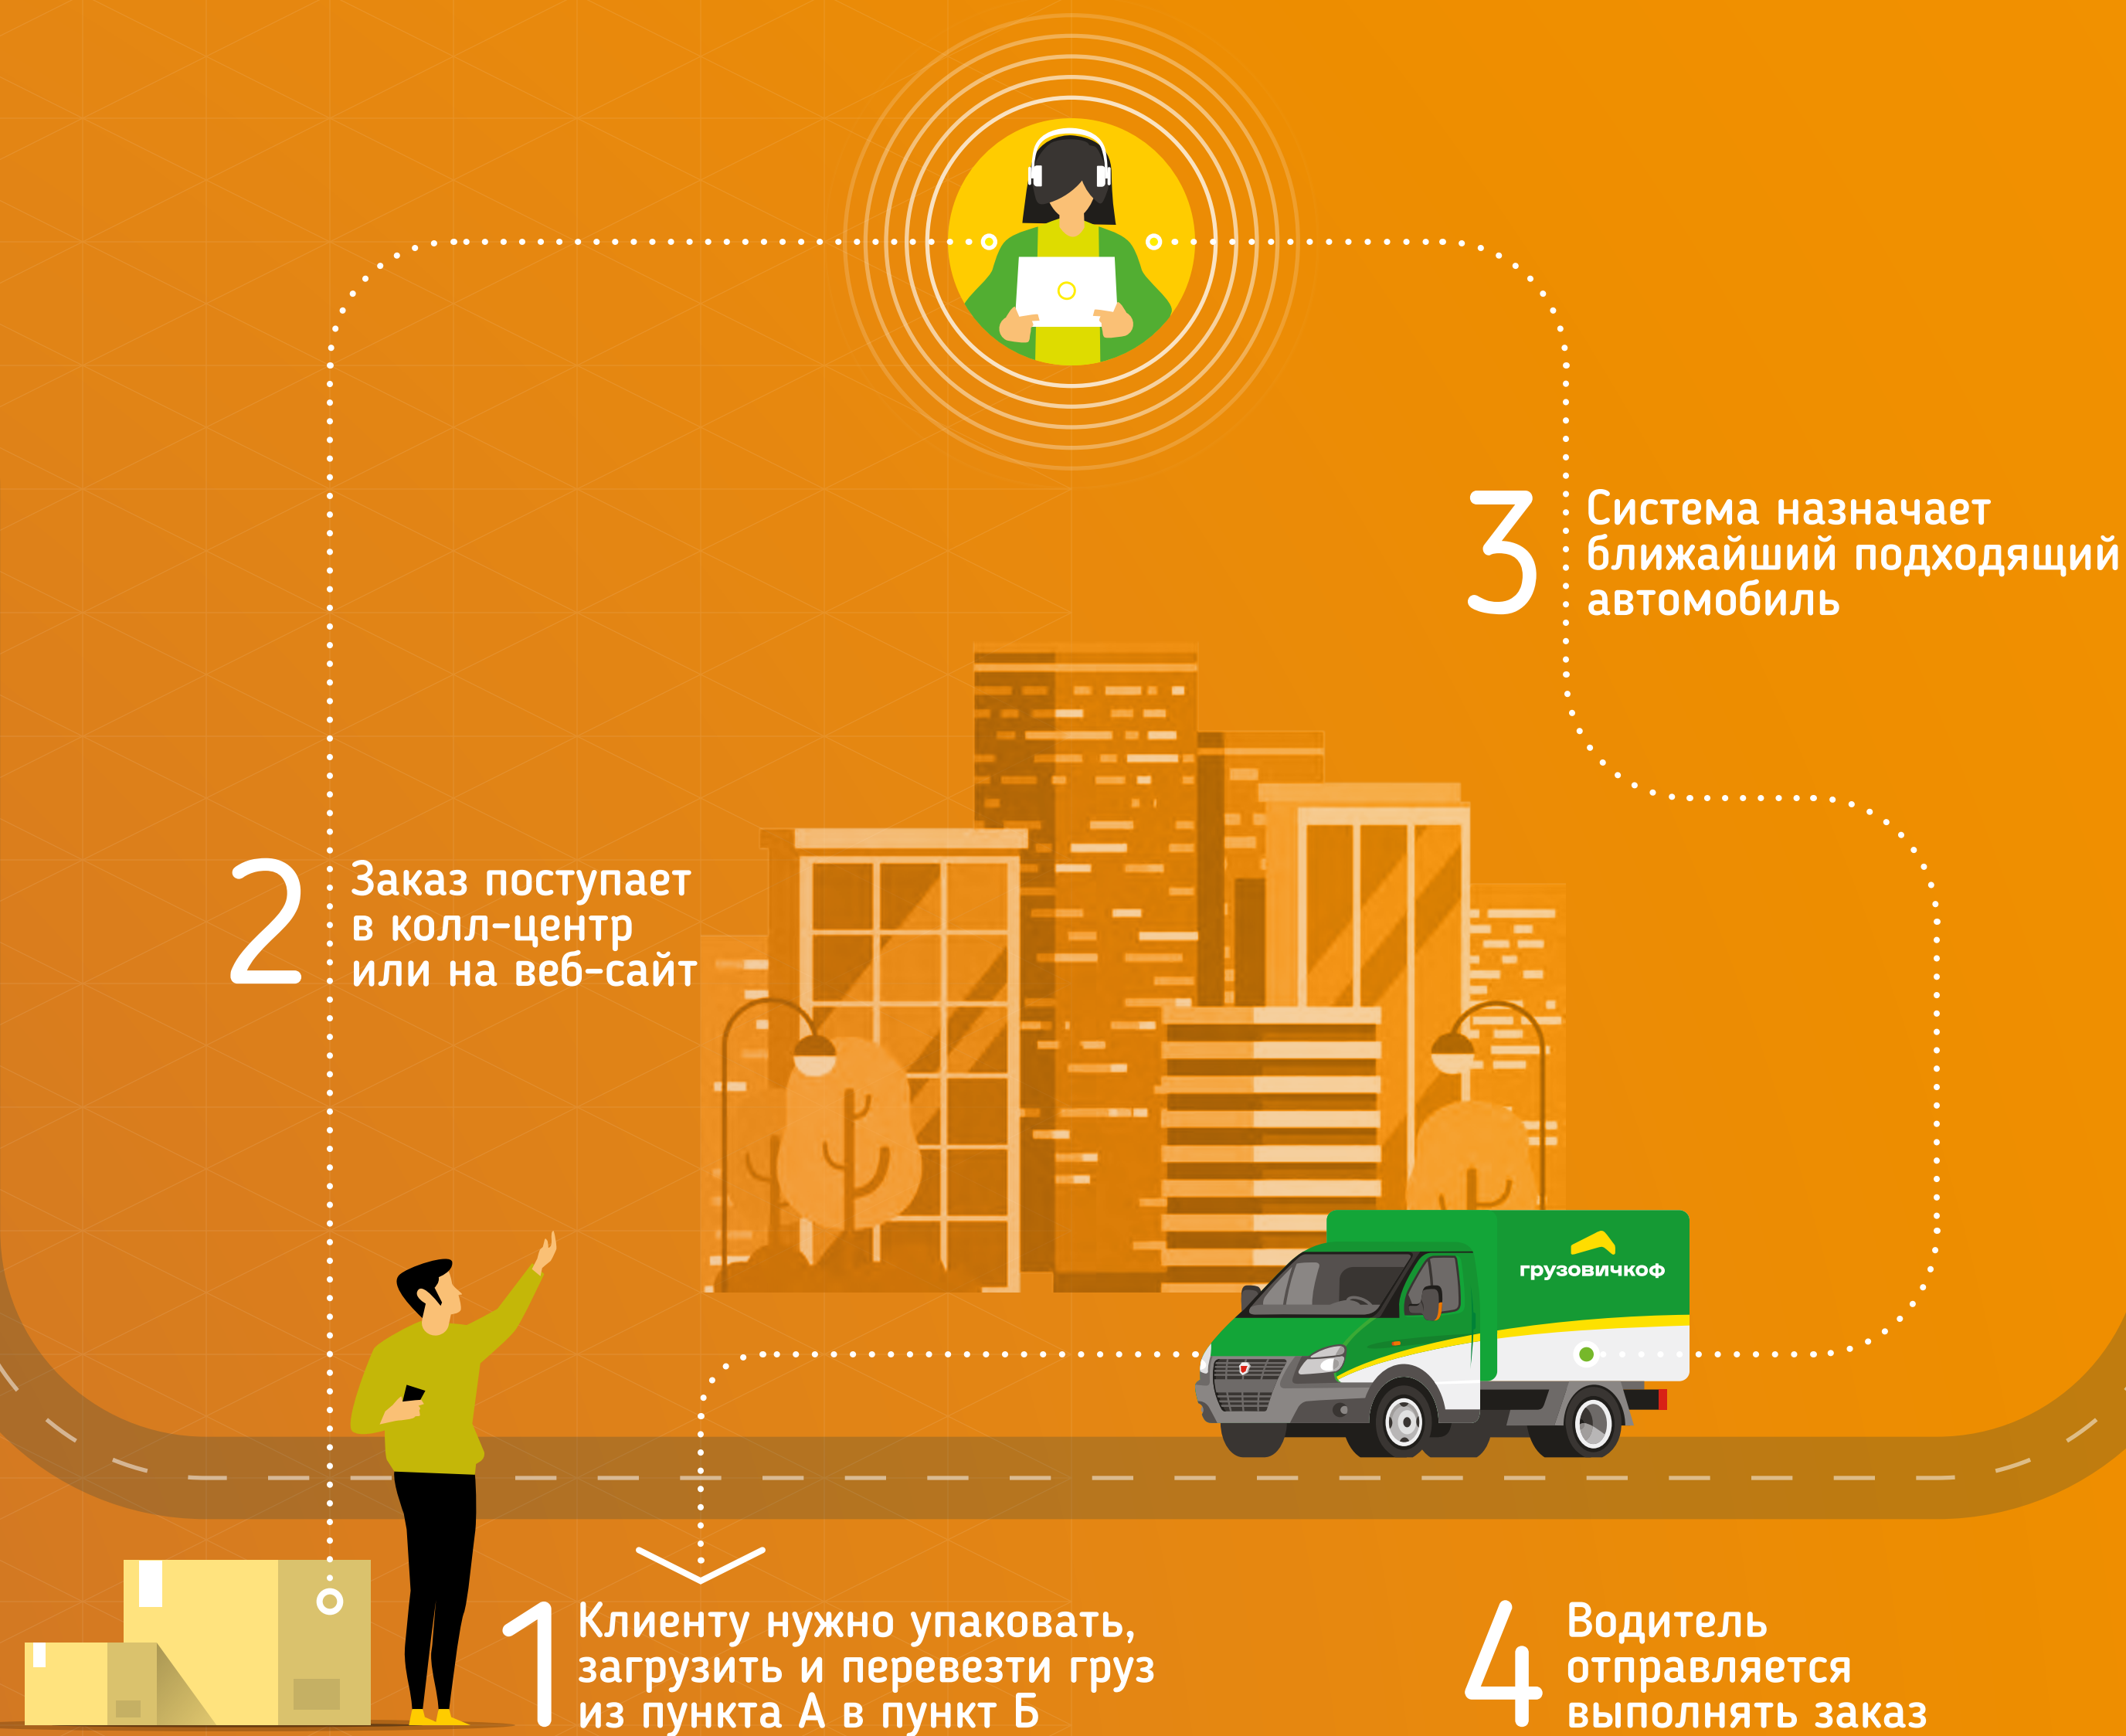 3
Система назначает
ближайший подходящий
автомобиль
2
Заказ поступает
в колл-центр
или на веб-сайт
грузовичкоф
1
Клиенту нужно упаковать,
загрузить и перевезти груз
из пункта А в пункт Б
4
Водитель
отправляется
выполнять заказ